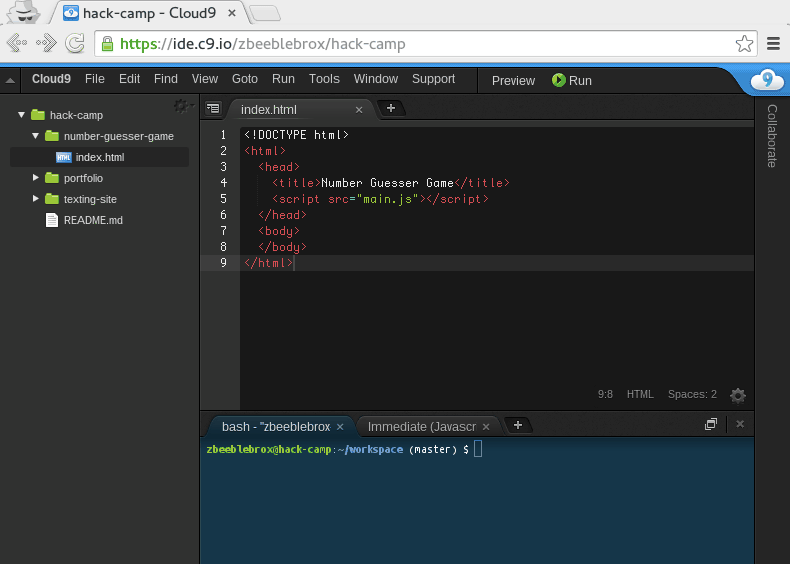 hack-camp - Cloud9 ×
https://ide.c9.io/zbeeblebrox/hack-camp
Cloud9 File Edit Find View Goto Run Tools Window Support Preview Run 9
hack-camp
number-guesser-game
index.html
portfolio
texting-site
README.md
index.html × +
1 <!DOCTYPE html>
2 <html>
3 <head>
4 <title>Number Guesser Game</title>
5 <script src="main.js"></script>
6 </head>
7 <body>
8 </body>
9 </html>
9:8 HTML Spaces: 2
Collaborate
bash - "zbeeblebrox × Immediate (Javascr × +
zbeeblebrox@hack-camp:~/workspace (master) $